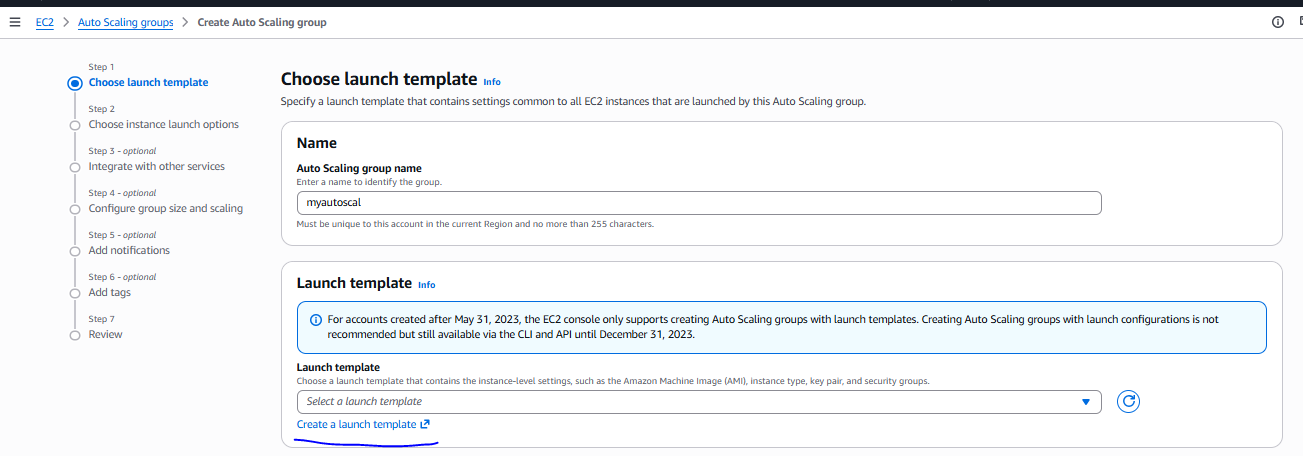 EC2 > Auto Scaling groups > Create Auto Scaling group
Step 1
Choose launch template
Step 2
Choose instance launch options
Step 3 - optional
Integrate with other services
Step 4 - optional
Configure group size and scaling
Step 5 - optional
Add notifications
Step 6 - optional
Add tags
Step 7
Review
Choose launch template Info
Specify a launch template that contains settings common to all EC2 instances that are launched by this Auto Scaling group.
Name
Auto Scaling group name
Enter a name to identify the group.
myautoscal
Must be unique to this account in the current Region and no more than 255 characters.
Launch template Info
For accounts created after May 31, 2023, the EC2 console only supports creating Auto Scaling groups with launch templates. Creating Auto Scaling groups with launch configurations is not
recommended but still available via the CLI and API until December 31, 2023.
Launch template
Choose a launch template that contains the instance-level settings, such as the Amazon Machine Image (AMI), instance type, key pair, and security groups.
Select a launch template
Create a launch template